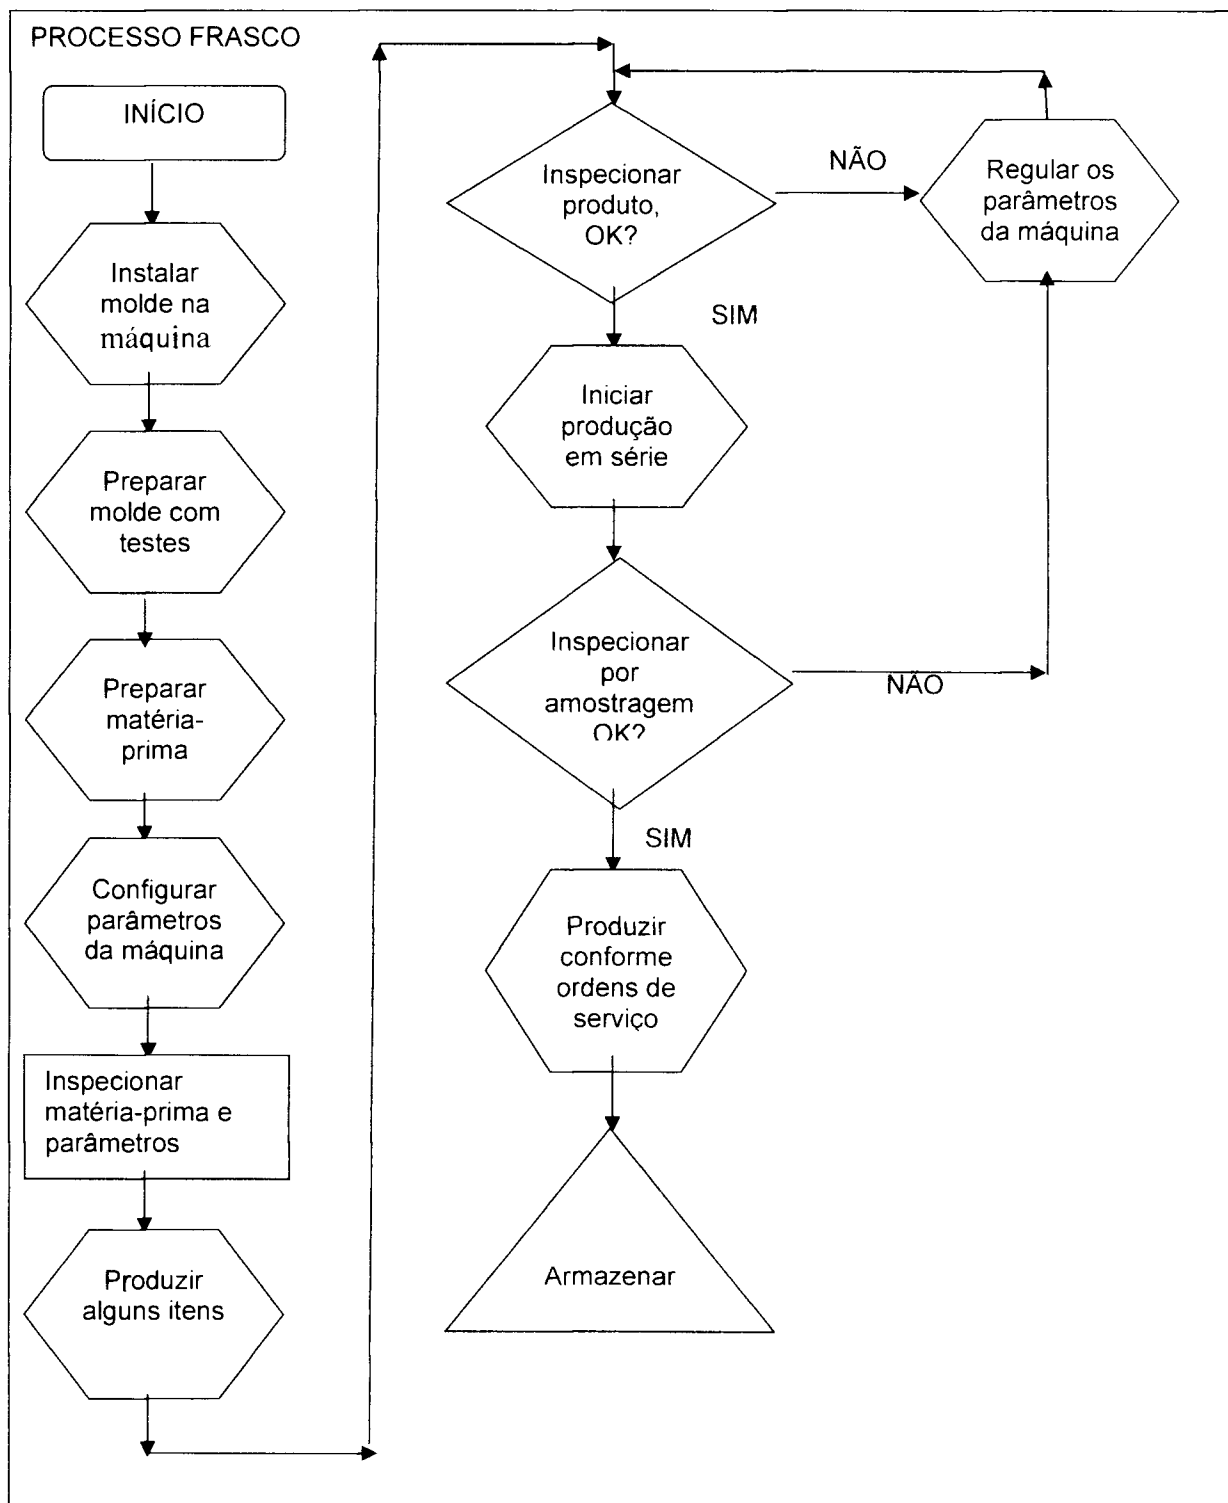 PROCESSO FRASCO
INÍCIO
Instalar
molde na
máquina
Preparar
molde com
testes
Preparar
matéria-
prima
Configurar
parâmetros
da máquina
Inspecionar
matéria-prima e
parâmetros
Produzir
alguns itens
Inspecionar
produto,
OK?
NÃO
Regular os
parâmetros
da máquina
SIM
Iniciar
produção
em série
Inspecionar
por
amostragem
OK?
NÃO
SIM
Produzir
conforme
ordens de
serviço
Armazenar